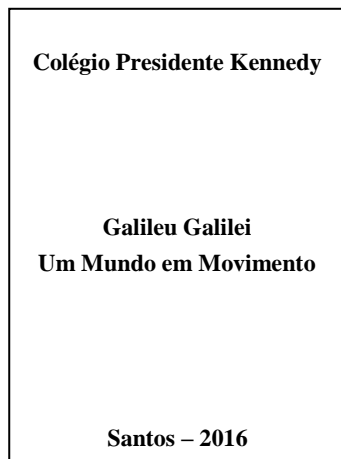 Colégio Presidente Kennedy
Galileu Galilei
Um Mundo em Movimento
Santos – 2016